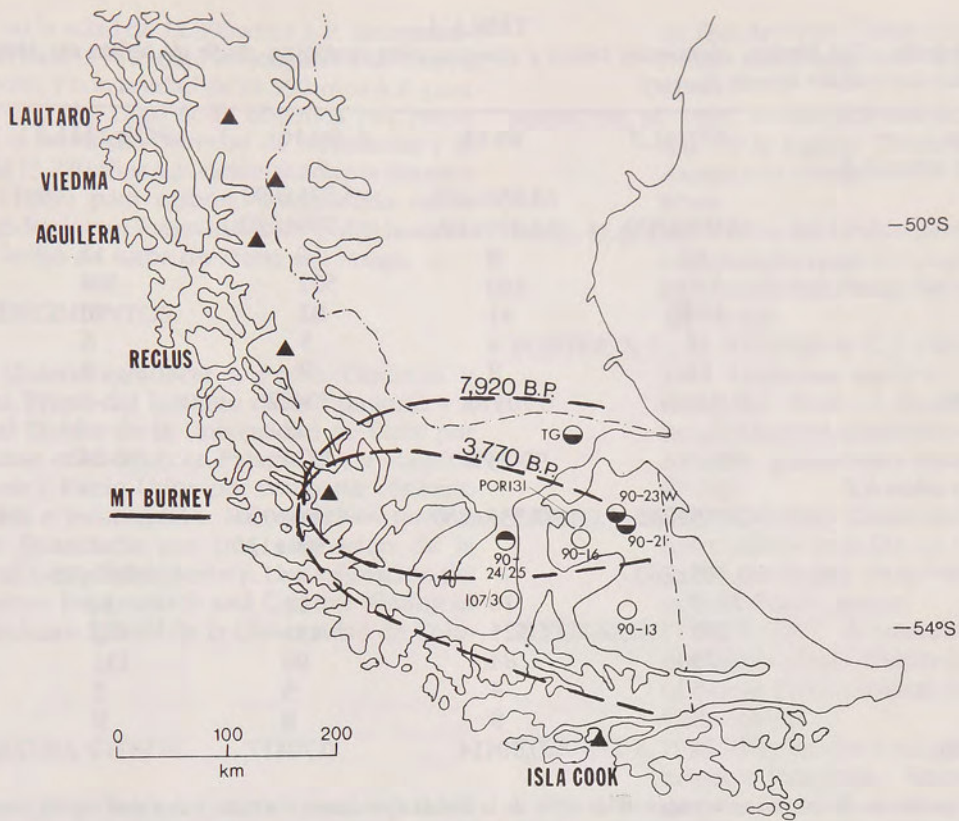 LAUTARO
VIEDMA
AGUILERA
—50°S
RECLUS
7,920 B.P.
TG
3,770 B.P.
POR131
MT BURNEY
90-23W
90-21
90-16
90-
24/25
107/3
90-13
—54°S
0 100 200
km
ISLA COOK